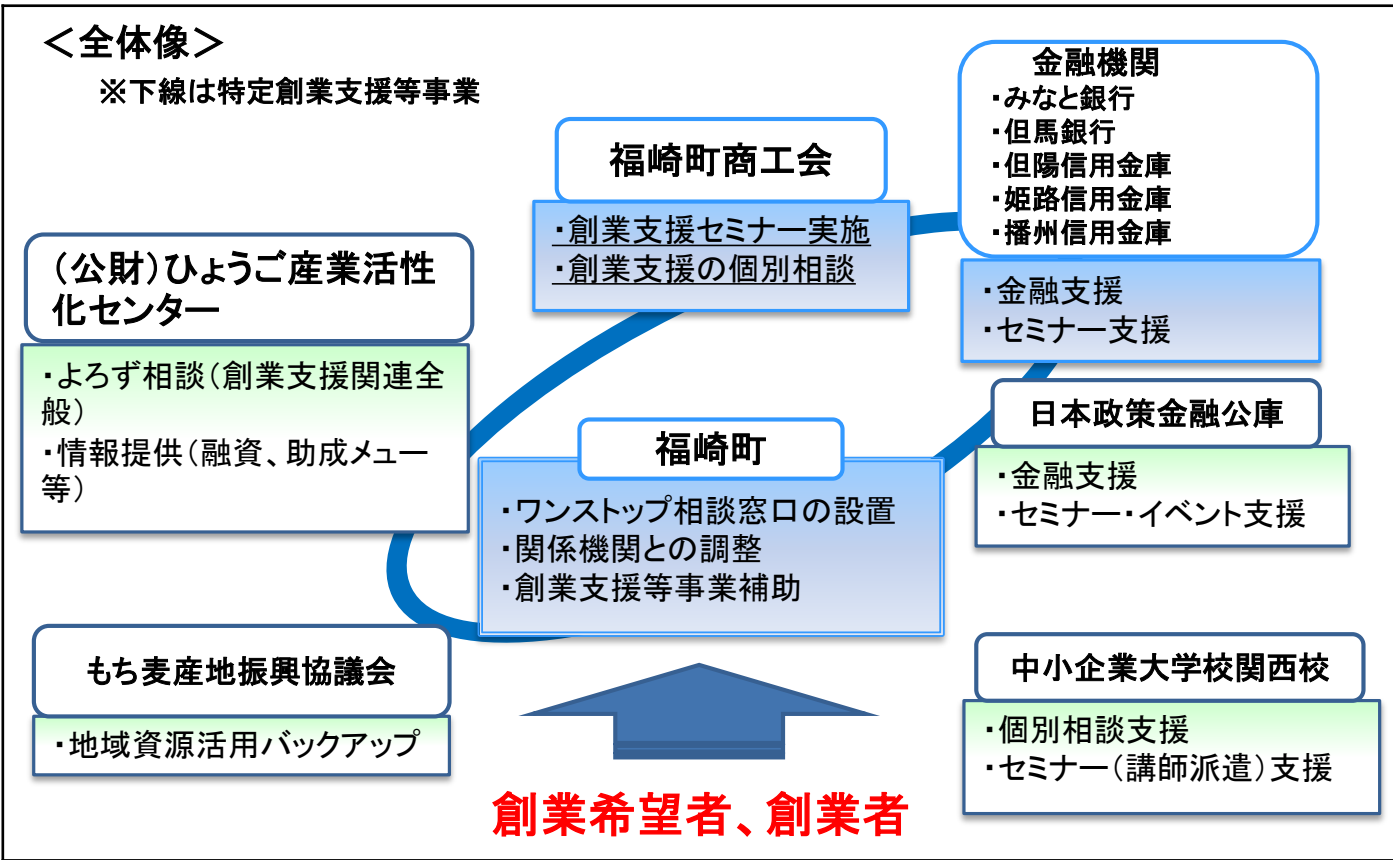 ＜全体像＞
※下線は特定創業支援等事業
福崎町商工会
・創業支援セミナー実施
・創業支援の個別相談
金融機関
・みなと銀行
・但馬銀行
・但陽信用金庫
・姫路信用金庫
・播州信用金庫
・金融支援
・セミナー支援
（公財）ひょうご産業活性
化センター
・よろず相談（創業支援関連全
般）
・情報提供（融資、助成メュー
等）
福崎町
・ワンストップ相談窓口の設置
・関係機関との調整
・創業支援等事業補助
日本政策金融公庫
・金融支援
・セミナー・イベント支援
もち麦産地振興協議会
・地域資源活用バックアップ
中小企業大学校関西校
・個別相談支援
・セミナー（講師派遣）支援
創業希望者、創業者